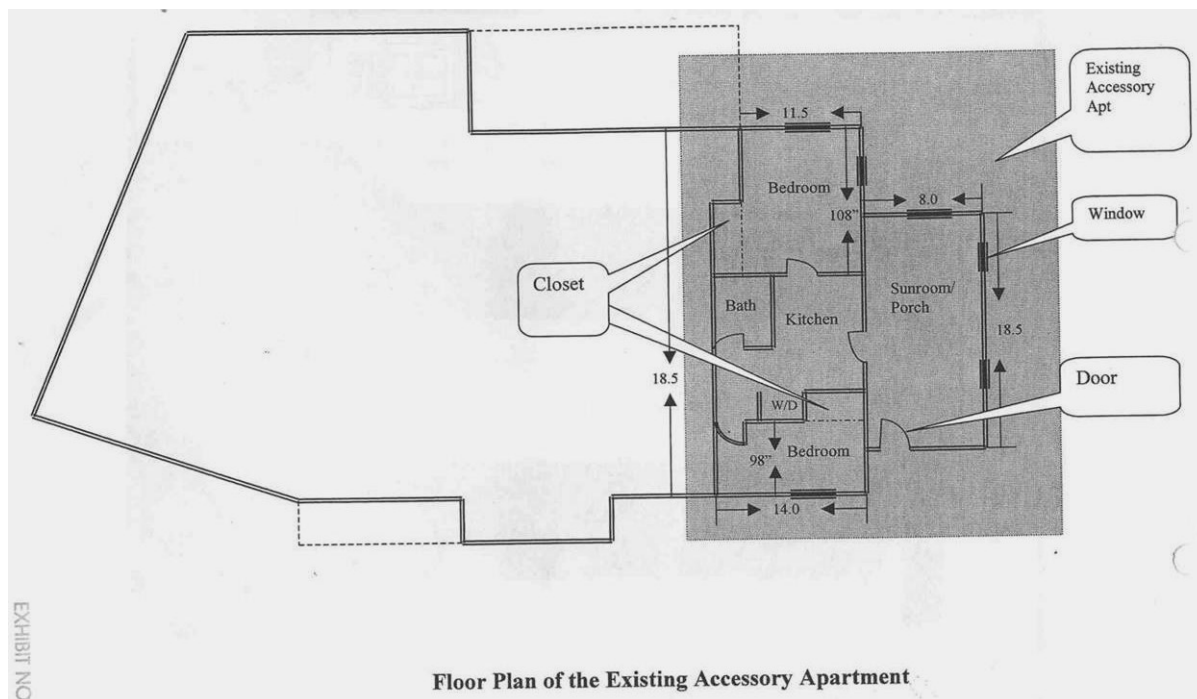 Existing
Accessory
Apt
11.5
Bedroom
8.0
Window
108"
Closet
Sunroom/
Porch
Bath
Kitchen
18.5
18.5
Door
W/D
Bedroom
98"
14.0
EXHIBIT NO
Floor Plan of the Existing Accessory Apartment